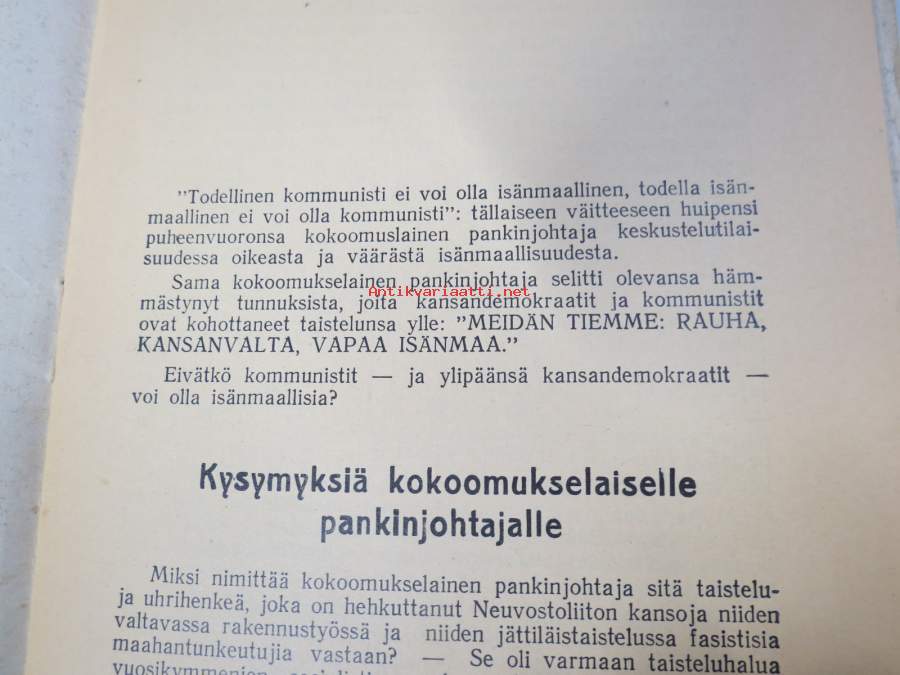 ”Todellinen kommunisti ei voi olla isänmaallinen, todella isän-
maallinen ei voi olla kommunisti”: tällaiseen väitteeseen huipensi
puheenvuoronsa kokoomuslainen pankinjohtaja keskustelutilai-
suudessa oikeasta ja väärästä isänmaallisuudesta.
Sama kokoomukselainen pankinjohtaja selitti olevansa häm-
Antikvariaatti.net
mästynyt tunnuksista, joita kansandemokraatit ja kommunistit
ovat kohottaneet taistelunsa ylle: ”MEIDÄN TIEMME: RAUHA,
KANSANVALTA, VAPAA ISÄNMAA.”
Eivätkö kommunistit — ja ylipäänsä kansandemokraatit —
voi olla isänmaallisia?
Kysymyksiä kokoomukselaiselle
pankinjohtajalle
Miksi nimittää kokoomukselainen pankinjohtaja sitä taistelu-
ja uhrihenkeä, joka on hehkuttanut Neuvostoliiton kansoja niiden
valtavassa rakennustyössä ja niiden jättiläistaistelussa fasistisia
maahantunkeutujia vastaan? — Se oli varmaan taisteluhalua
vuosikymmenien